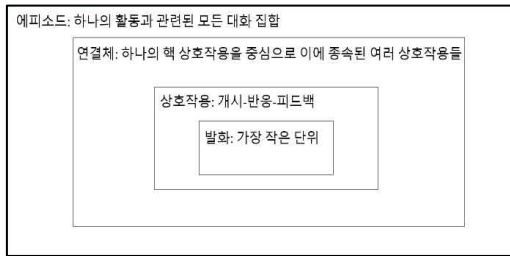 에피소드: 하나의 활동과 관련된 모든 대화 집합
연결체: 하나의 핵 상호작용을 중심으로 이에 종속된 여러 상호작용들
상호작용: 개시-반응-피드백
발화: 가장 작은 단위